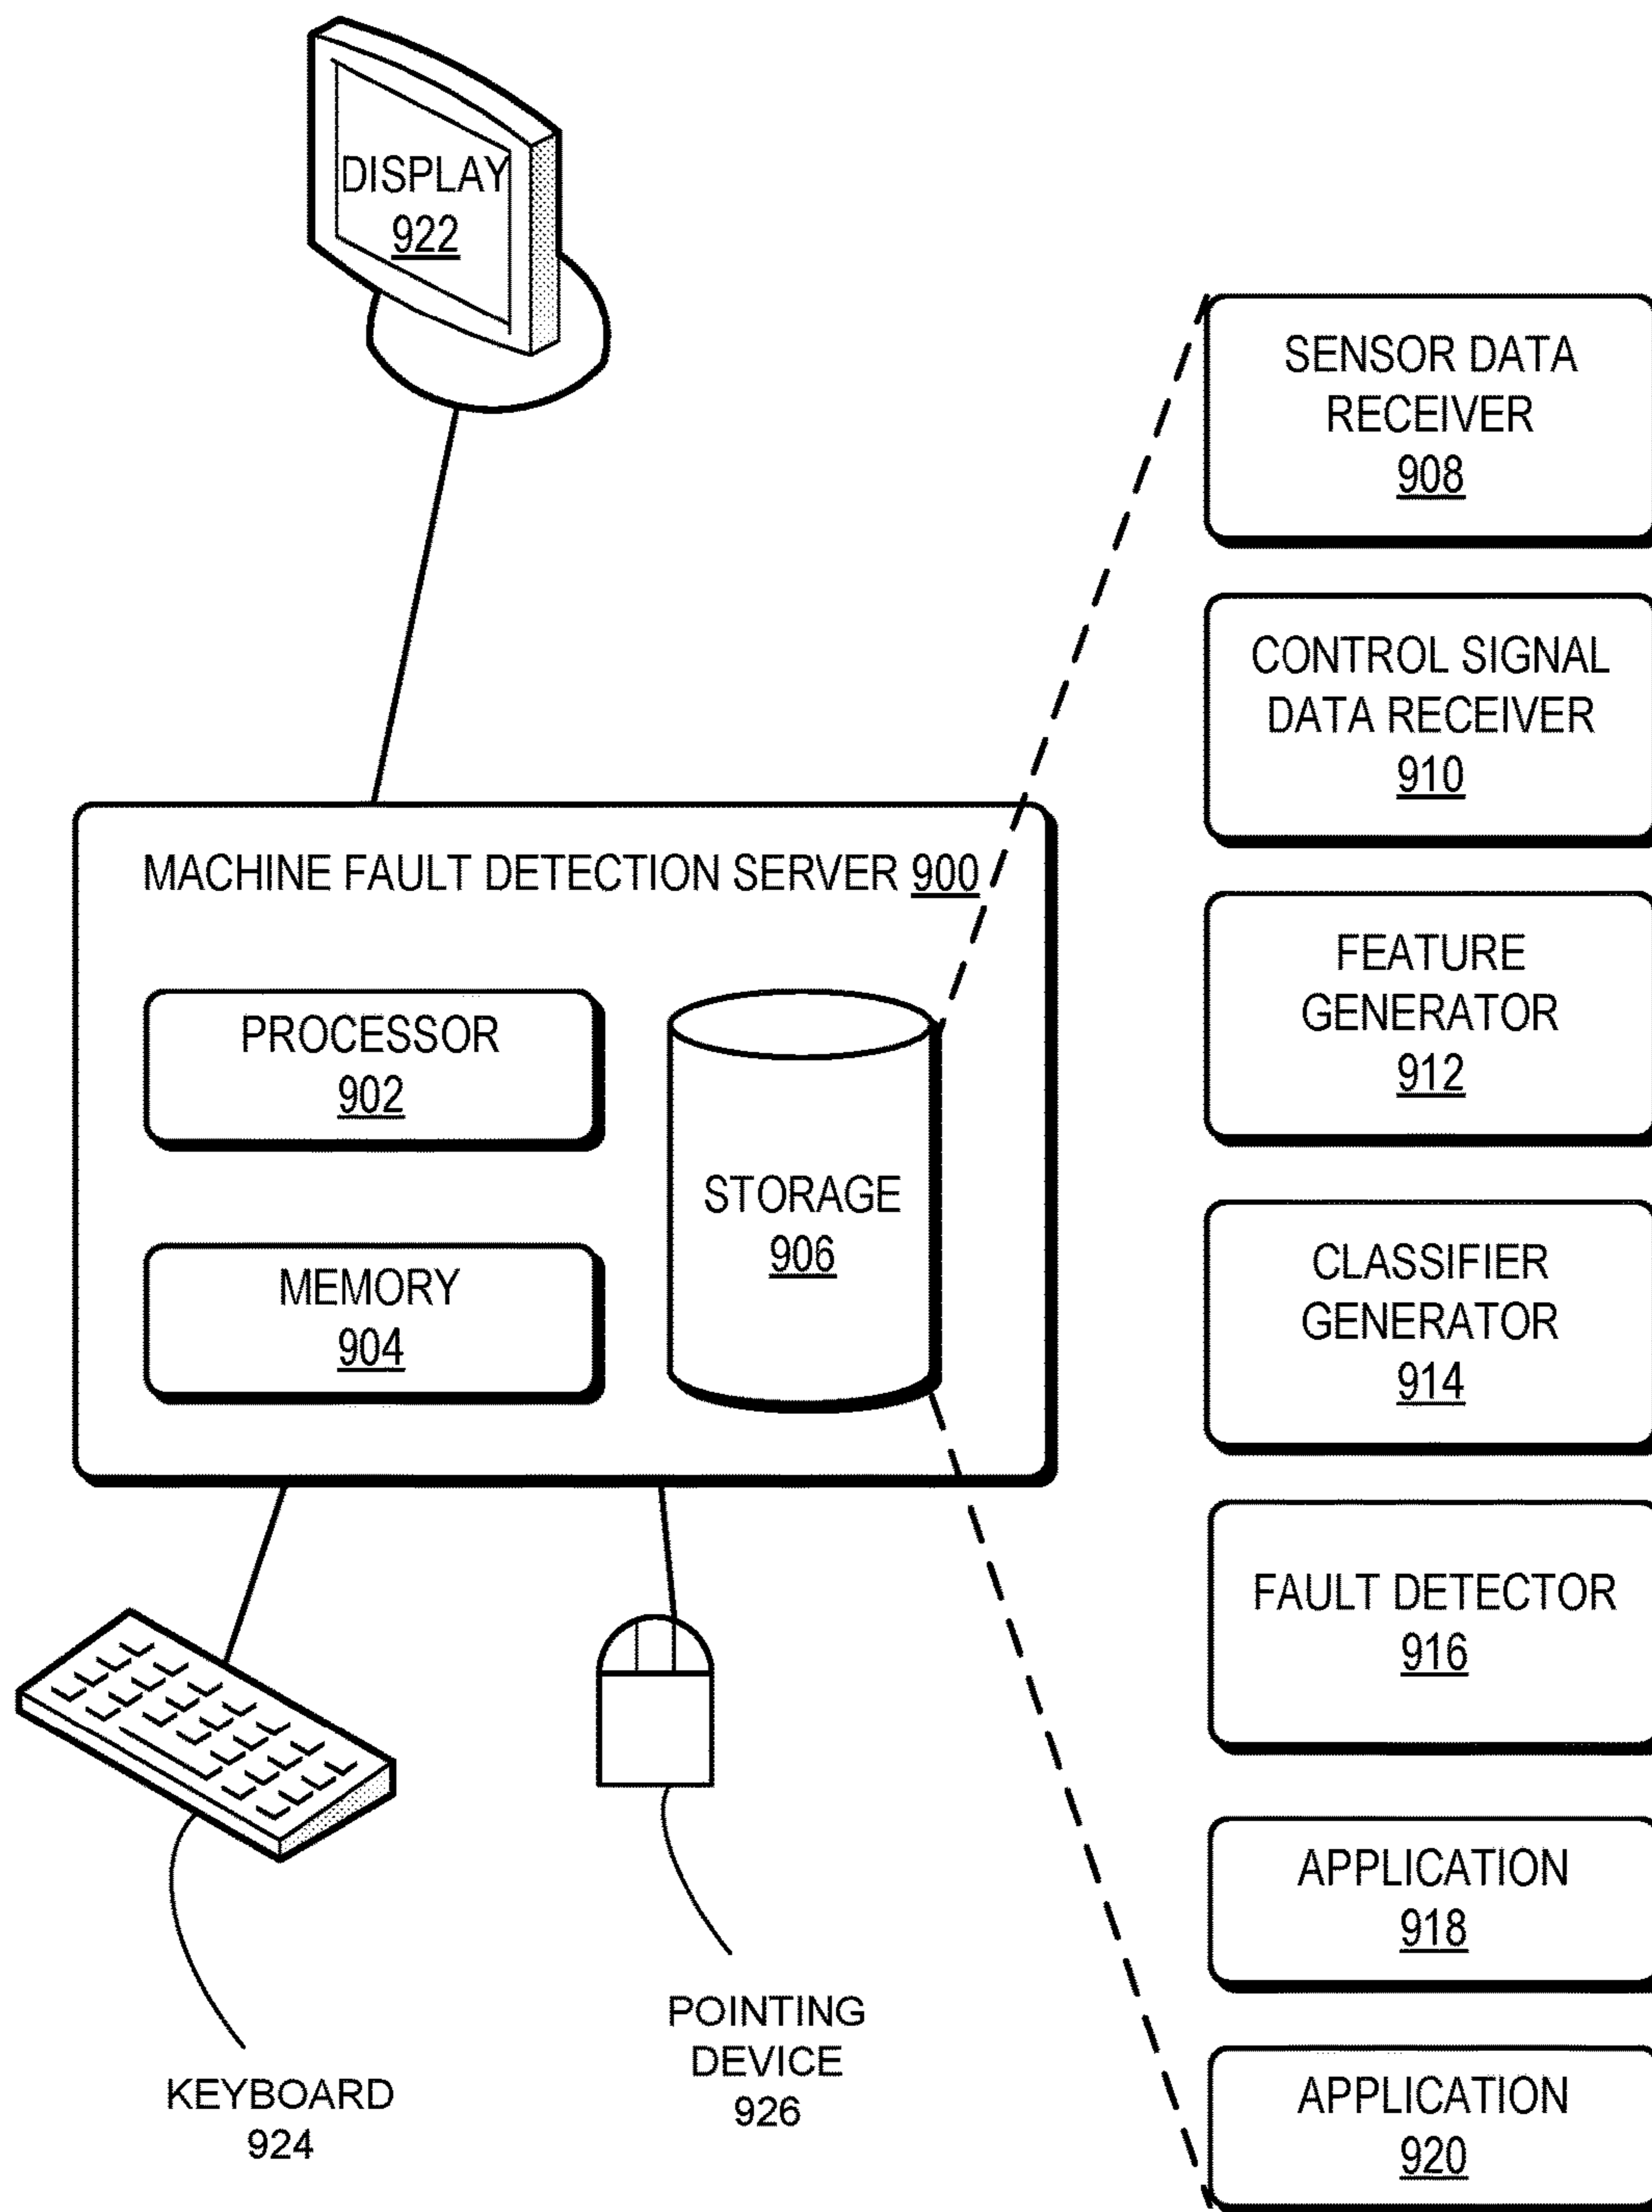 DISPLAY
922
MACHINE FAULT DETECTION SERVER 900
PROCESSOR
902
MEMORY
904
STORAGE
906
KEYBOARD
924
POINTING
DEVICE
926
SENSOR DATA
RECEIVER
908
CONTROL SIGNAL
DATA RECEIVER
910
FEATURE
GENERATOR
912
CLASSIFIER
GENERATOR
914
FAULT DETECTOR
916
APPLICATION
918
APPLICATION
920